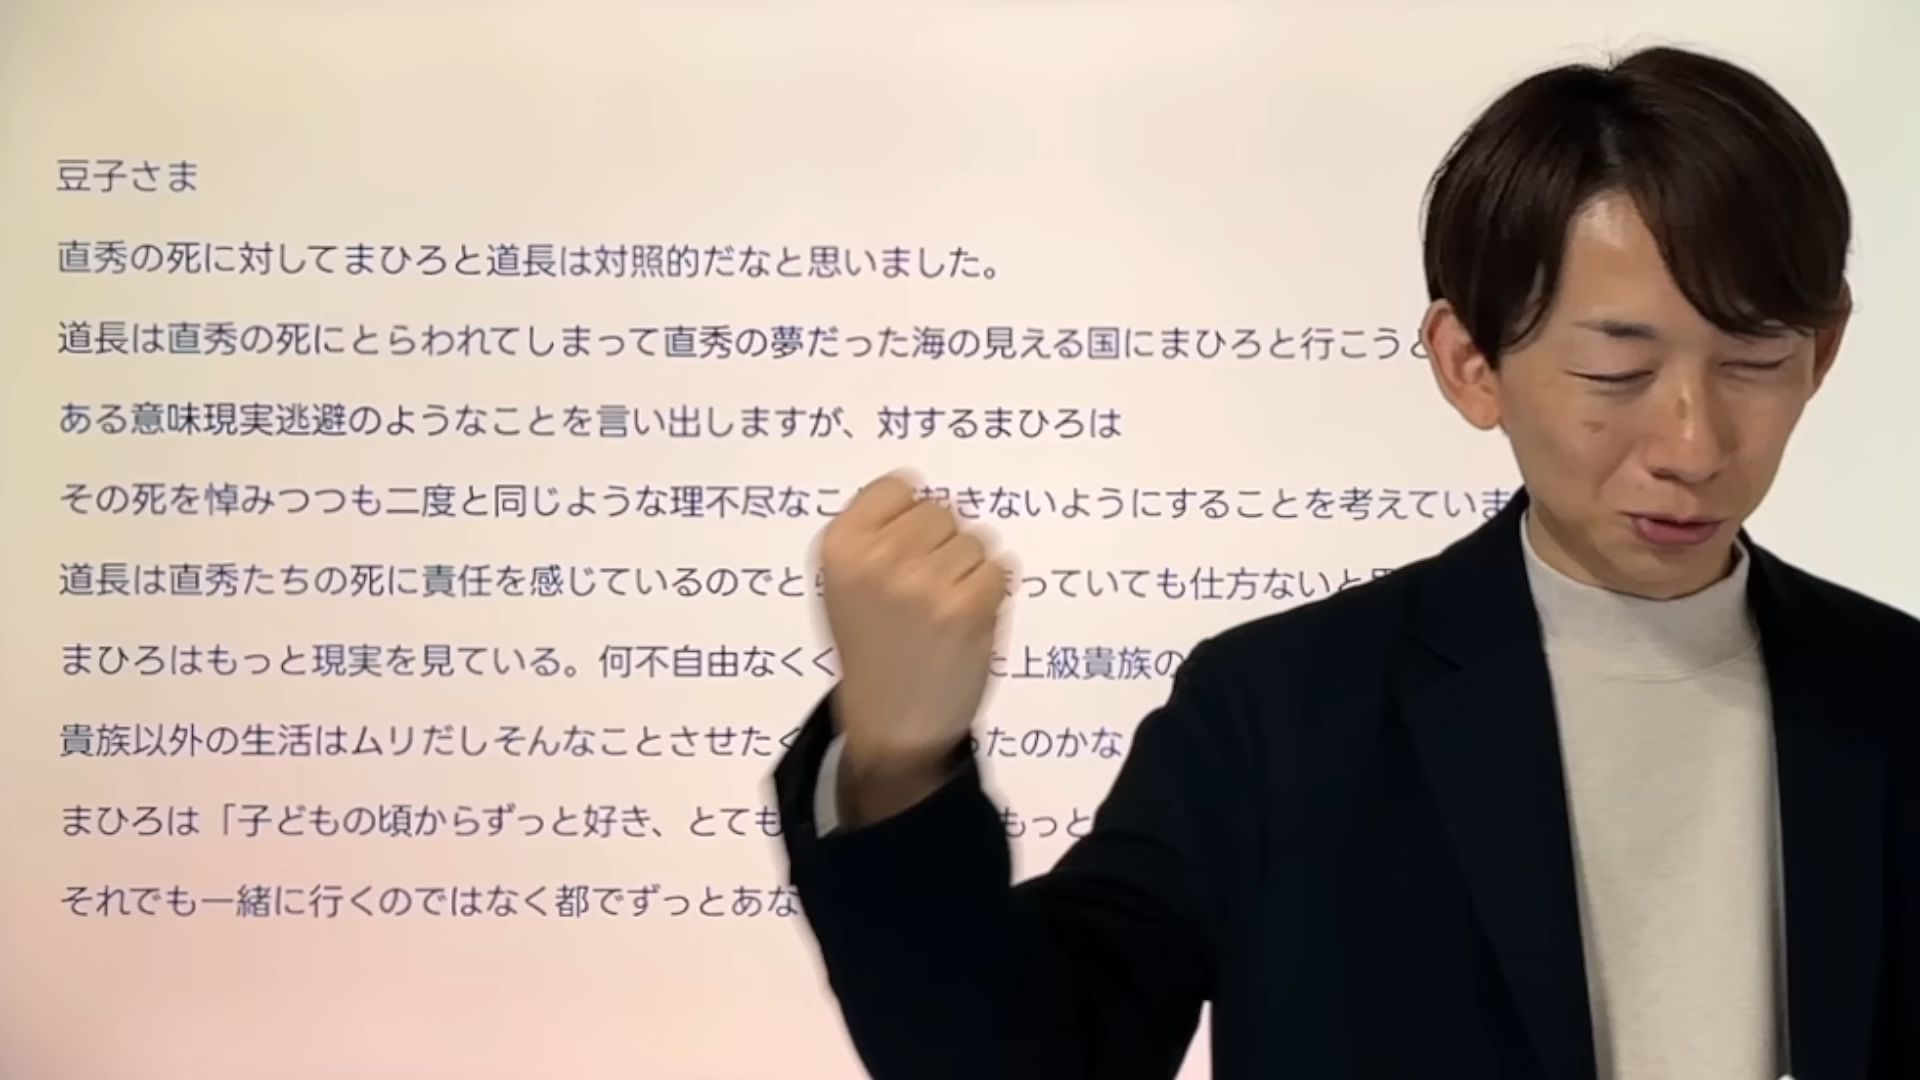 豆子さま
直秀の死に対してまひろと道長は対照的だなと思いました。
道長は直秀の死にとらわれてしまって直秀の夢だった海の見える国にまひろと行こうと
ある意味現実逃避のようなことを言い出しますが、対するまひろは
その死を悼みつつも二度と同じような理不尽なこ 起きないようにすることを考えていま
道長は直秀たちの死に責任を感じているのでと まっていても仕方ないと
まひろはもっと現実を見ている。何不自由なくく た上級貴族の
貴族以外の生活はムリだしそんなことさせたく ったのかな
まひろは「子どもの頃からずっと好き、とても もっと
それでも一緒に行くのではなく都でずっとあな